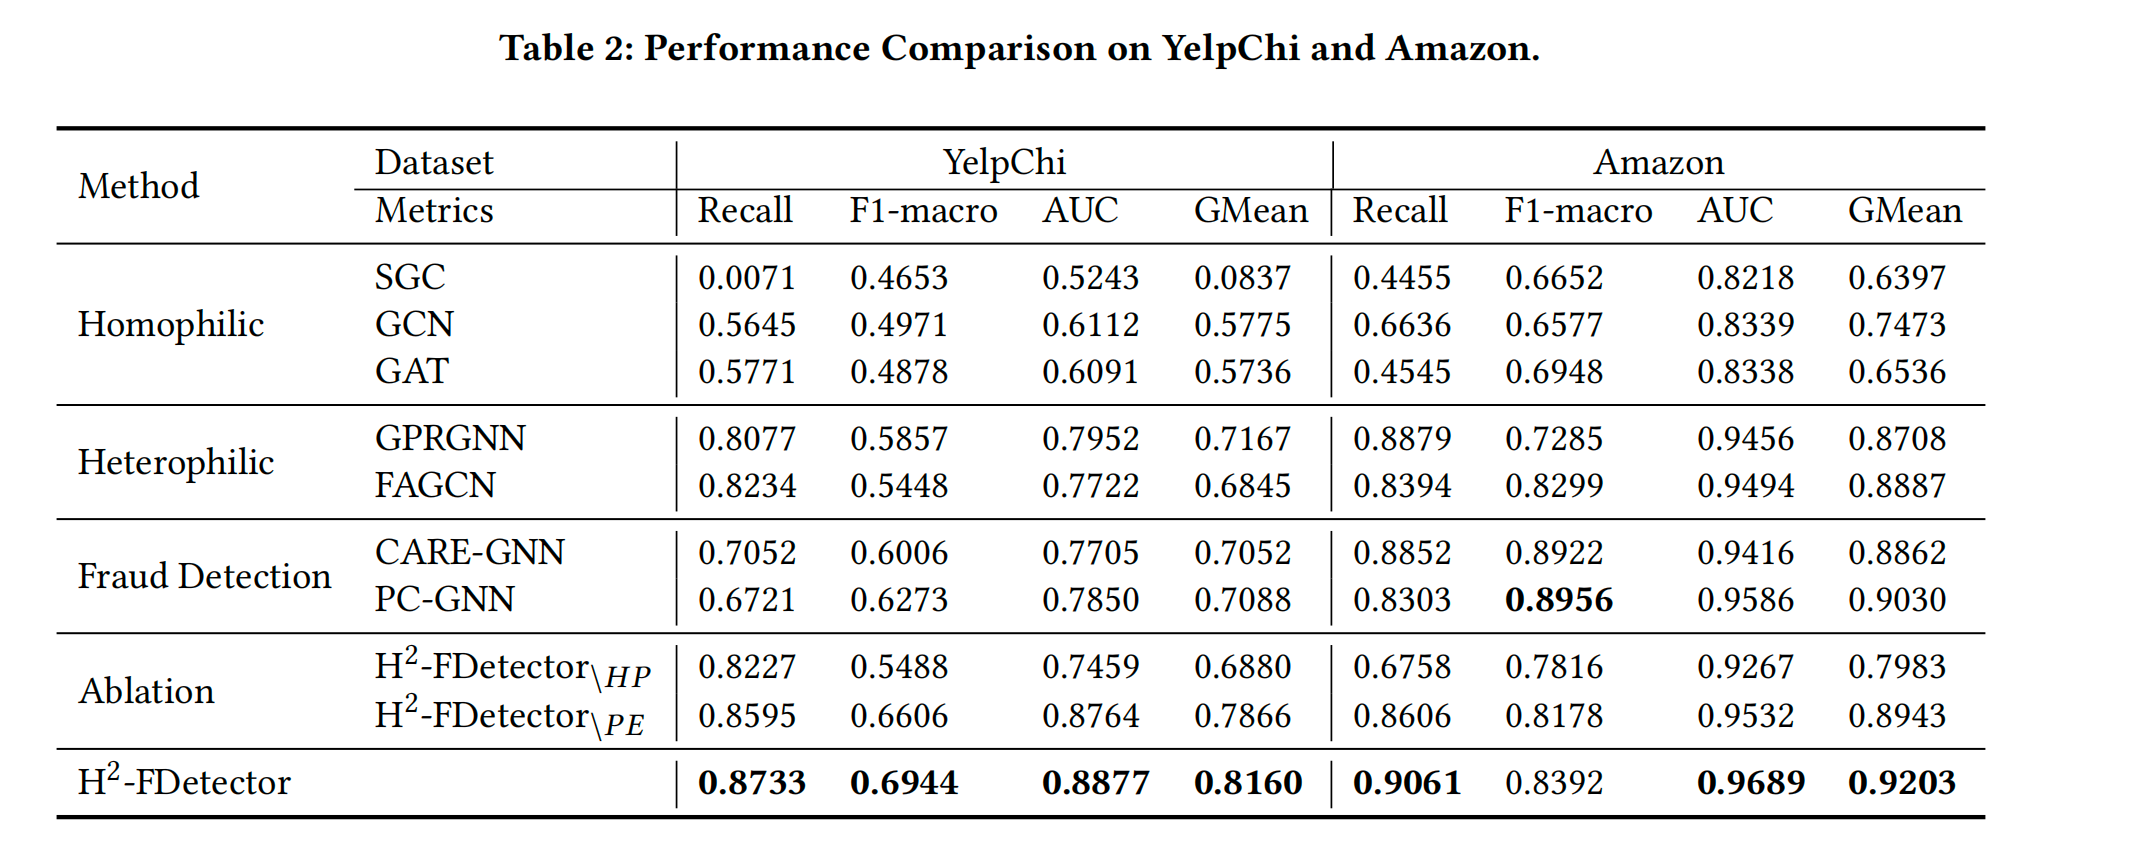 Table 2: Performance Comparison on YelpChi and Amazon.
Method Dataset YelpChi Amazon
Metrics Recall F1-macro AUC GMean Recall F1-macro AUC GMean
Homophilic SGC 0.0071 0.4653 0.5243 0.0837 0.4455 0.6652 0.8218 0.6397
GCN 0.5645 0.4971 0.6112 0.5775 0.6636 0.6577 0.8339 0.7473
GAT 0.5771 0.4878 0.6091 0.5736 0.4545 0.6948 0.8338 0.6536
Heterophilic GPRGNN 0.8077 0.5857 0.7952 0.7167 0.8879 0.7285 0.9456 0.8708
FAGCN 0.8234 0.5448 0.7722 0.6845 0.8394 0.8299 0.9494 0.8887
Fraud Detection CARE-GNN 0.7052 0.6006 0.7705 0.7052 0.8852 0.8922 0.9416 0.8862
PC-GNN 0.6721 0.6273 0.7850 0.7088 0.8303 0.8956 0.9586 0.9030
Ablation H²-FDetector\HP 0.8227 0.5488 0.7459 0.6880 0.6758 0.7816 0.9267 0.7983
H²-FDetector\PE 0.8595 0.6606 0.8764 0.7866 0.8606 0.8178 0.9532 0.8943
H²-FDetector 0.8733 0.6944 0.8877 0.8160 0.9061 0.8392 0.9689 0.9203